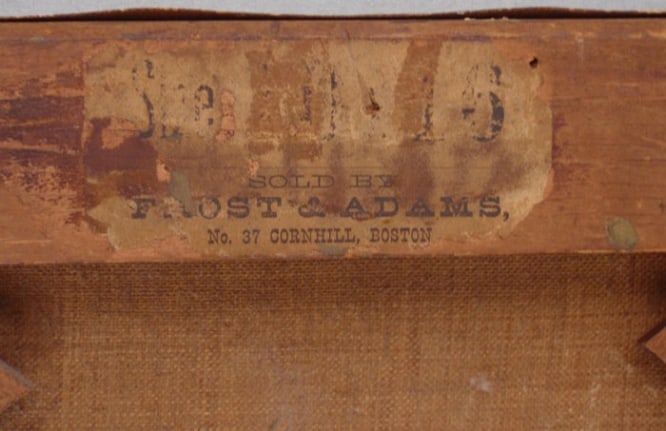 SOLD BY
FROST & ADAMS,
No. 37 CORNHILL, BOSTON